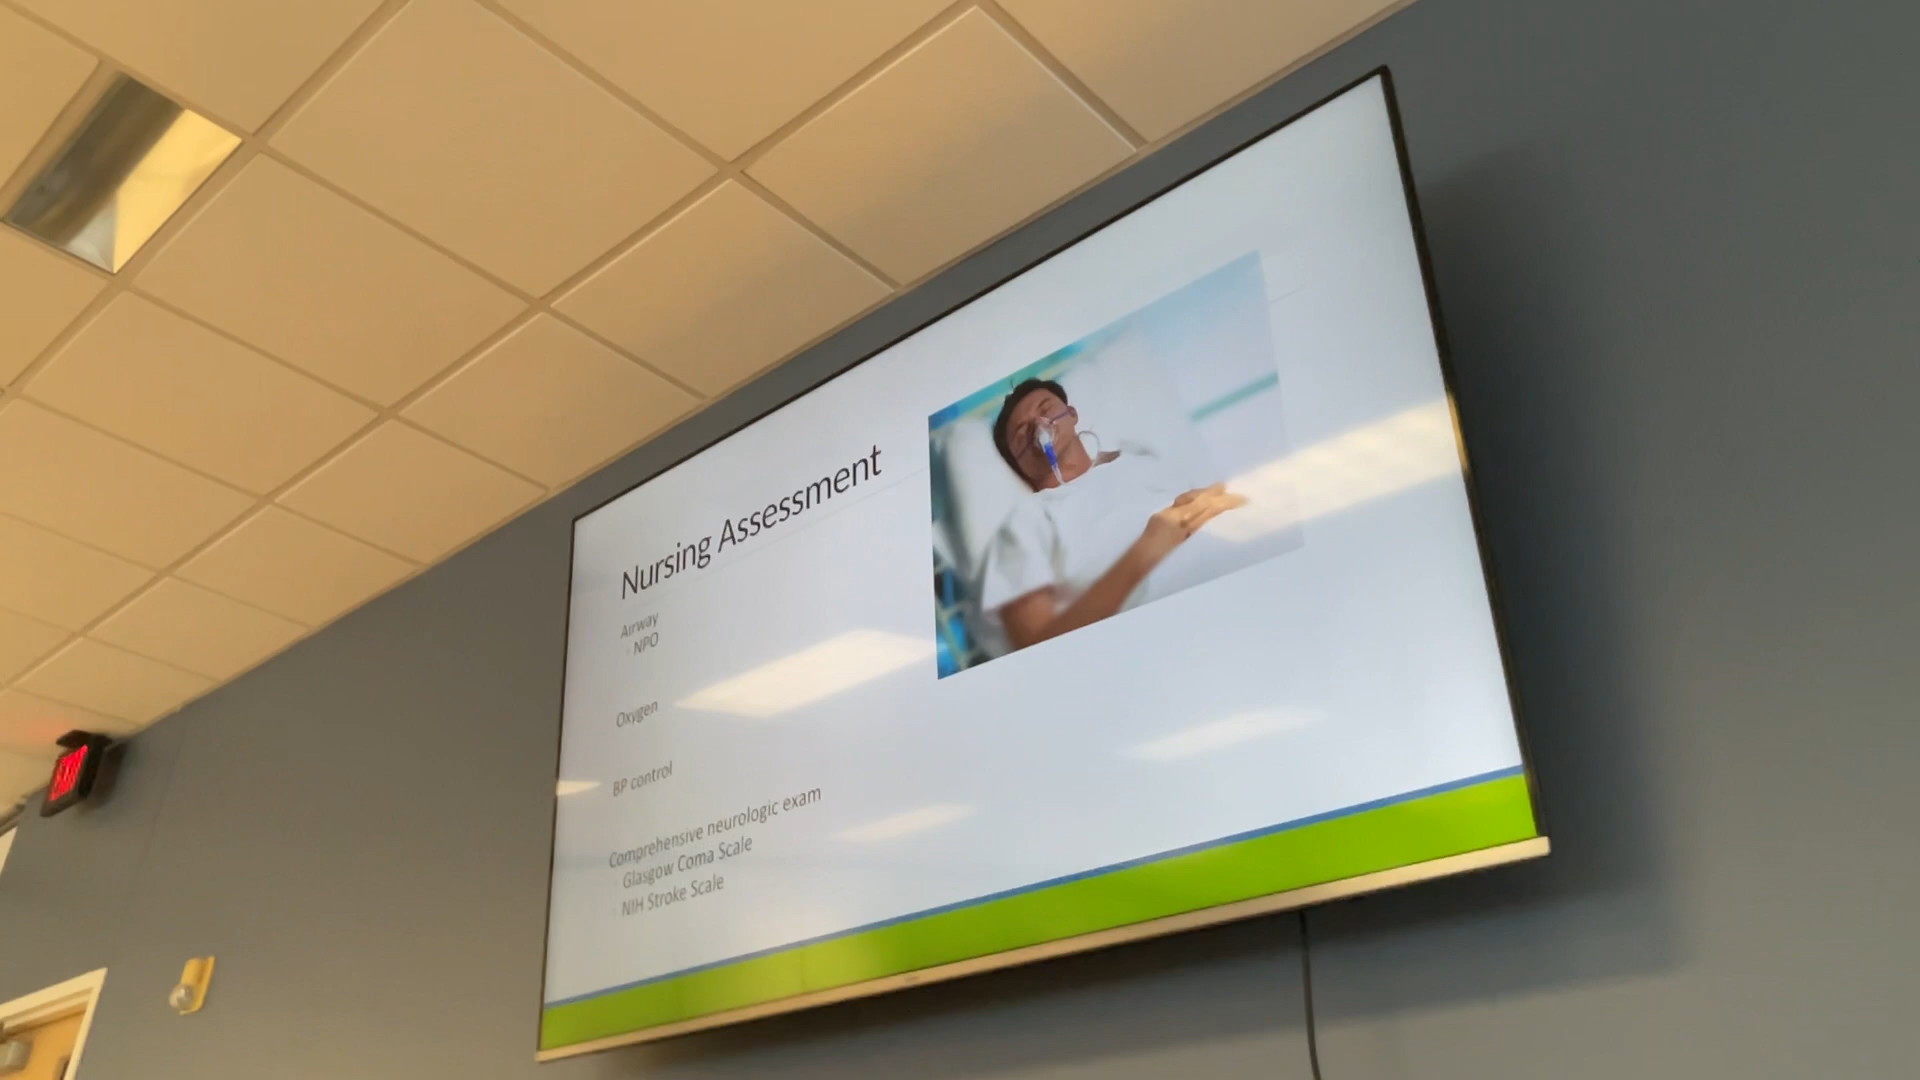 Nursing Assessment
Airway
NPO
Oxygen
BP control
Comprehensive neurologic exam
Glasgow Coma Scale
NIH Stroke Scale